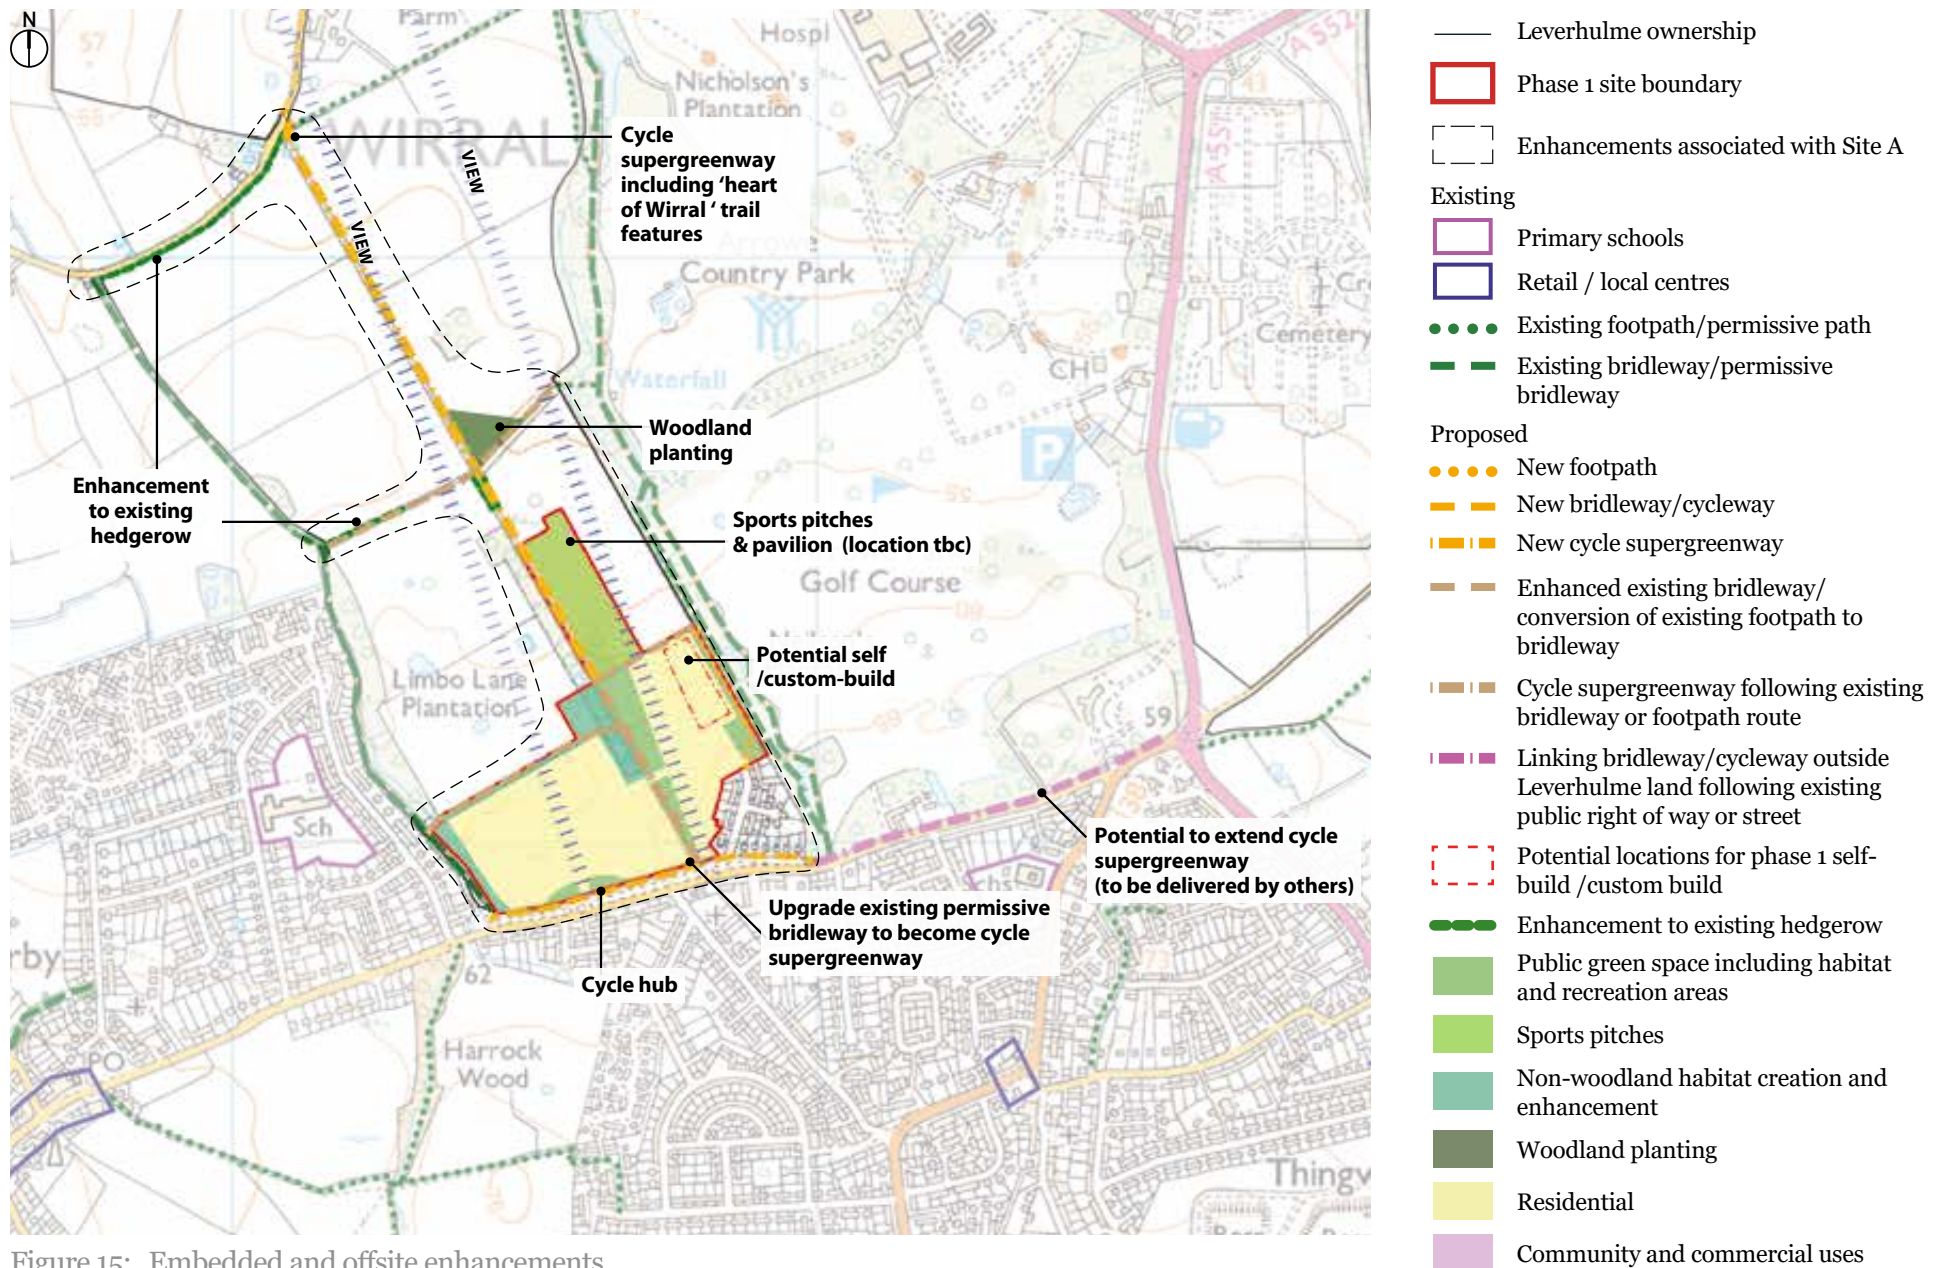 N
Farm
57
Hospl
Nicholson's
Plantation
A 552
A551
WIRRAL
VIEW
VIEW
Cycle
supergreenway
including ‘heart
of Wirral ‘ trail
features
Country Park
Cemetery
Waterfall
CH
P
Woodland
planting
Enhancement
to existing
hedgerow
Sports pitches
& pavilion (location tbc)
Golf Course
Potential self
/custom-build
Limbo Lane
Plantation
59
Sch
Potential to extend cycle
supergreenway
(to be delivered by others)
Upgrade existing permissive
bridleway to become cycle
supergreenway
Cycle hub
rby
62
PO
Harrock
Wood
Thingw
Figure 15: Embedded and offsite enhancements
Leverhulme ownership
Phase 1 site boundary
Enhancements associated with Site A
Existing
Primary schools
Retail / local centres
Existing footpath/permissive path
Existing bridleway/permissive
bridleway
Proposed
New footpath
New bridleway/cycleway
New cycle supergreenway
Enhanced existing bridleway/
conversion of existing footpath to
bridleway
Cycle supergreenway following existing
bridleway or footpath route
Linking bridleway/cycleway outside
Leverhulme land following existing
public right of way or street
Potential locations for phase 1 self-
build /custom build
Enhancement to existing hedgerow
Public green space including habitat
and recreation areas
Sports pitches
Non-woodland habitat creation and
enhancement
Woodland planting
Residential
Community and commercial uses